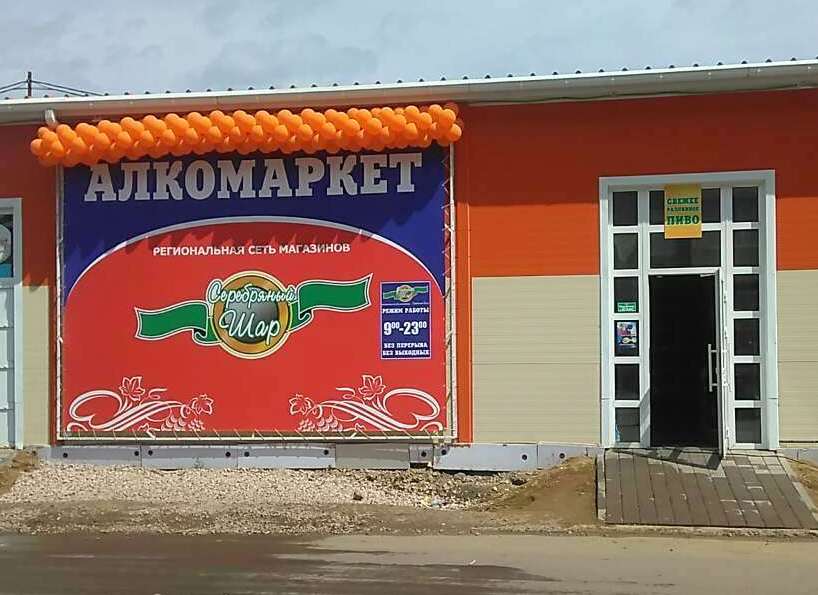 АЛКОМАРКЕТ
РЕГИОНАЛЬНАЯ СЕТЬ МАГАЗИНОВ
Серебряный
Шар
РЕЖИМ РАБОТЫ
9⁰⁰-23⁰⁰
БЕЗ ПЕРЕРЫВА
БЕЗ ВЫХОДНЫХ
СВЕЖЕЕ
РАЗЛИВНОЕ
ПИВО